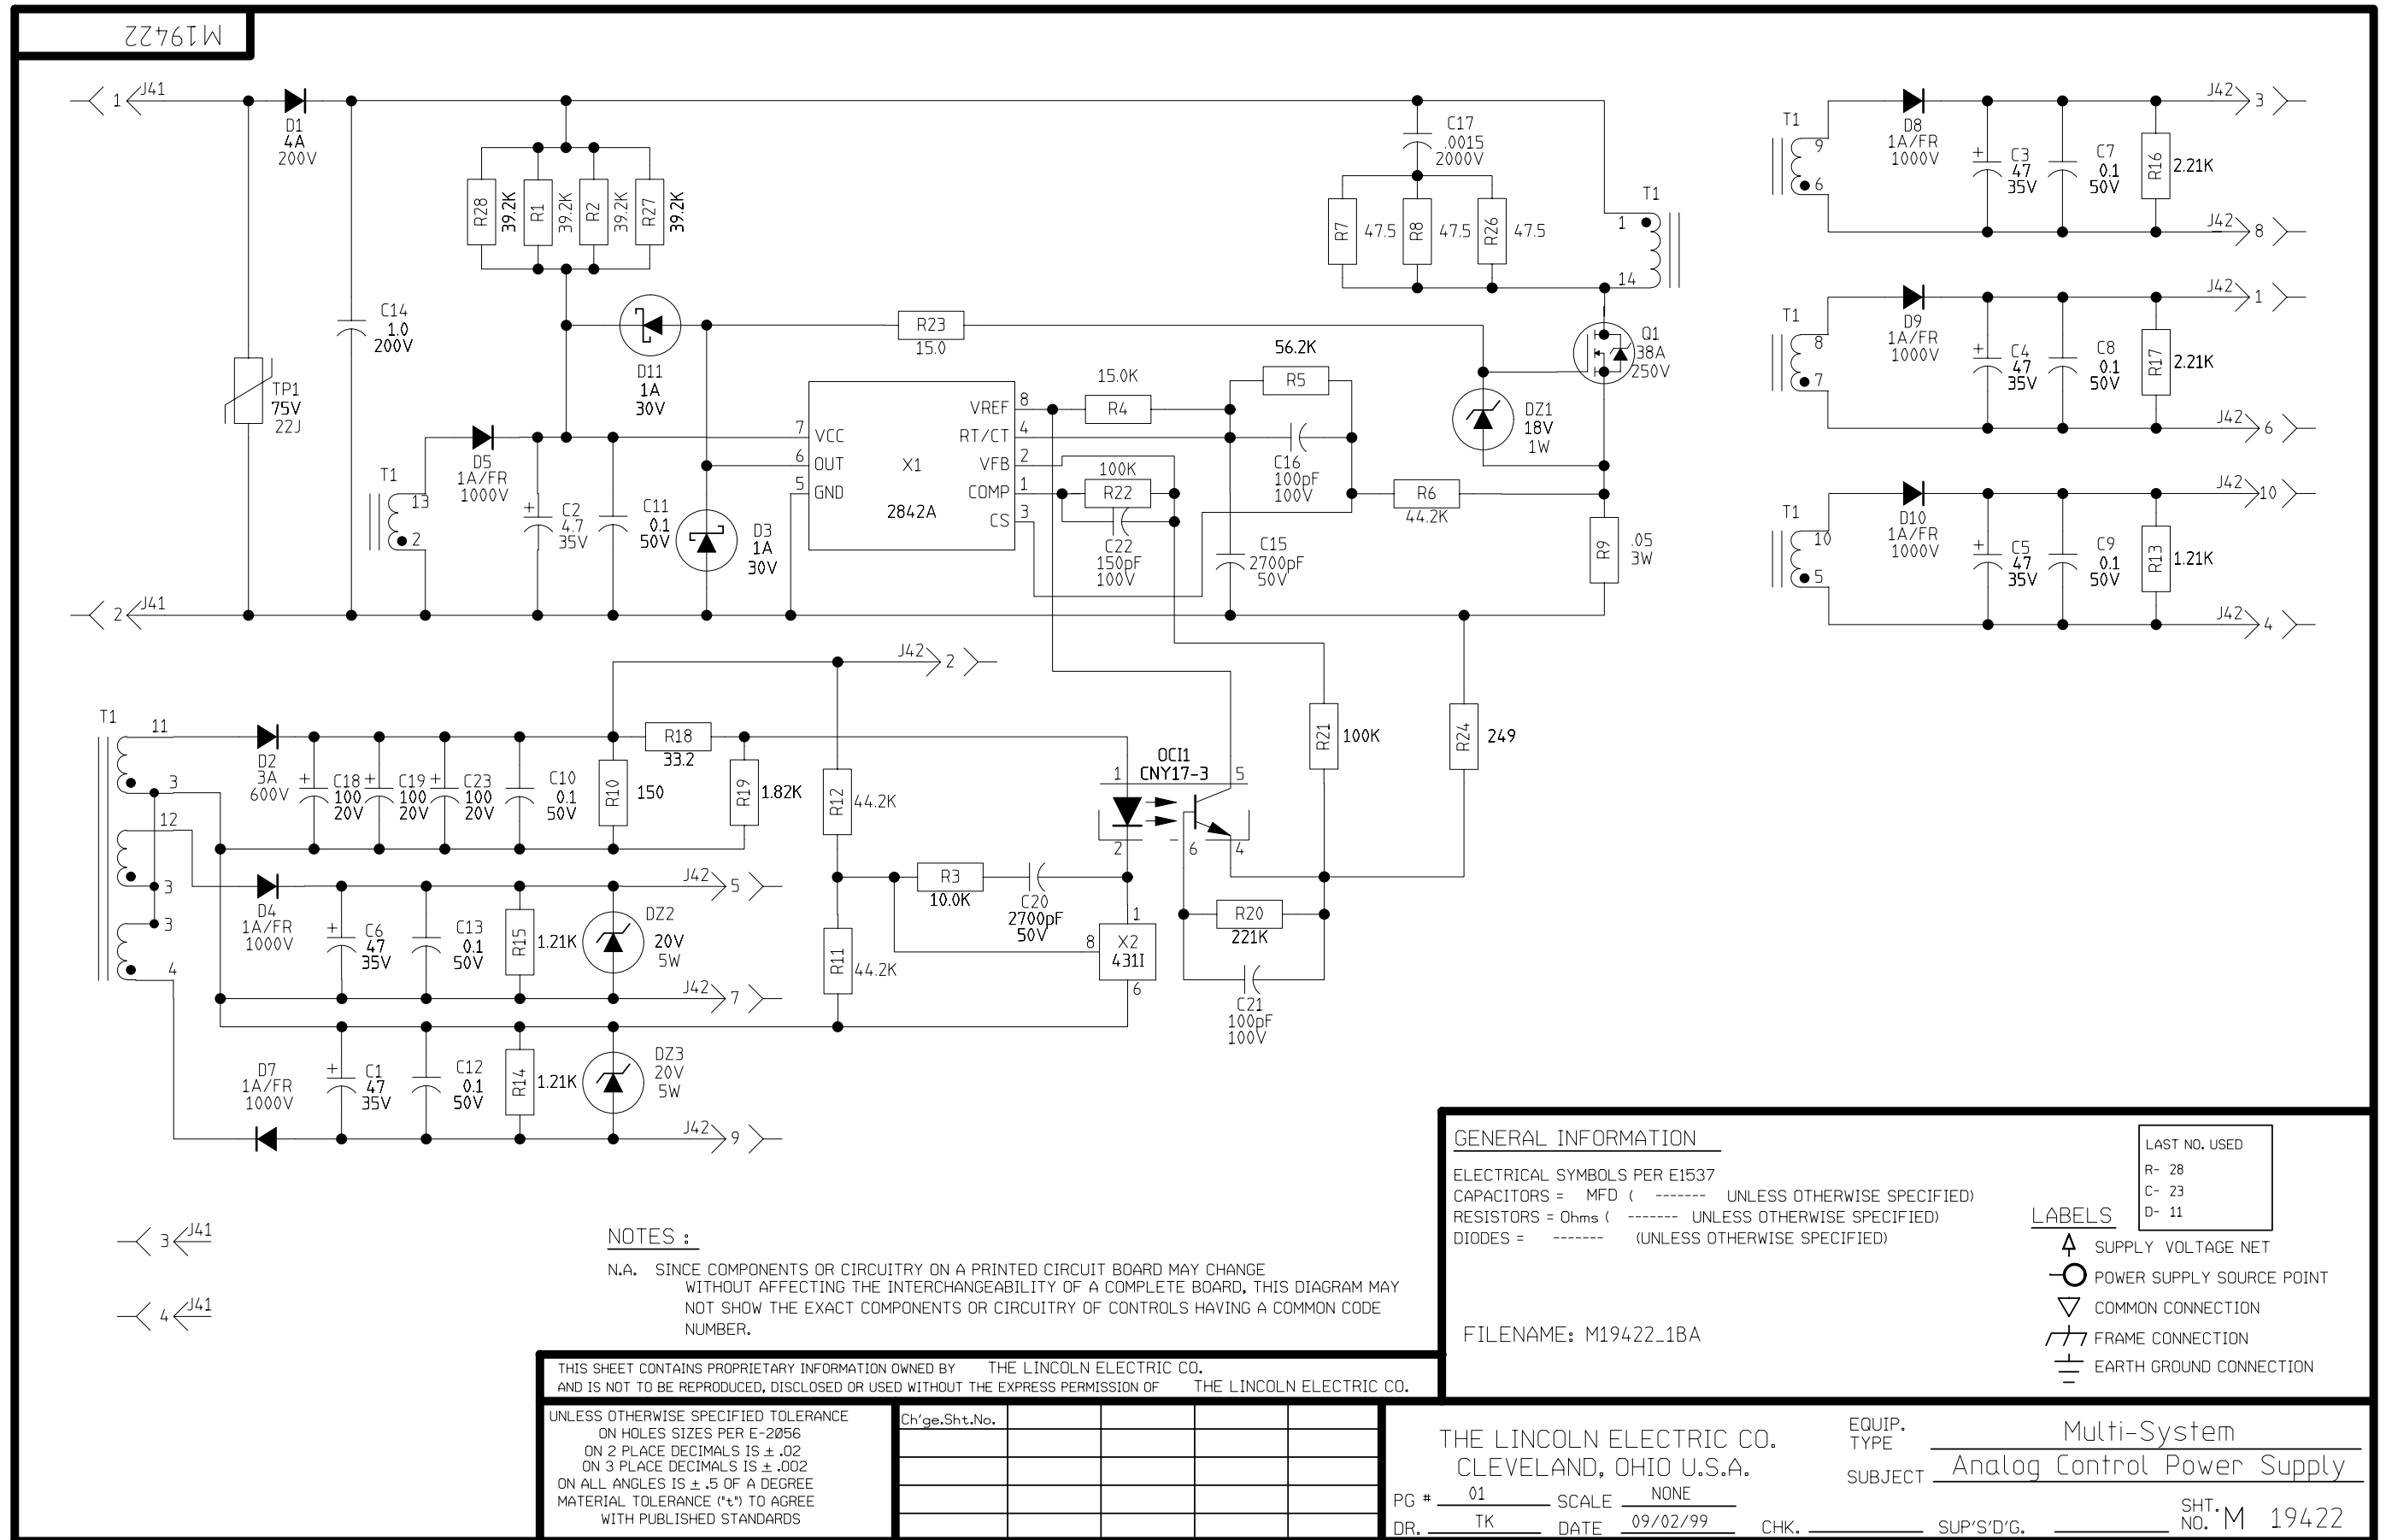 M19422
1 J41
D1
4A
200V
C14
1.0
200V
TP1
75V
22J
R28 39.2K
R1 39.2K
R2 39.2K
R27 39.2K
D11
1A
30V
R23
15.0
C17
.0015
2000V
R7 47.5
R8 47.5
R26 47.5
T1
1
14
Q1
38A
250V
DZ1
18V
1W
56.2K
R5
15.0K
R4
C16
100pF
100V
R6
44.2K
R9 .05
3W
X1
2842A
7 VCC
6 OUT
5 GND
VREF 8
RT/CT 4
VFB 2
COMP 1
CS 3
100K
R22
C22
150pF
100V
C15
2700pF
50V
T1
13
2
D5
1A/FR
1000V
+ C2
4.7
35V
C11
0.1
50V
D3
1A
30V
2 J41
T1
9
6
D8
1A/FR
1000V
+ C3
47
35V
C7
0.1
50V
R16 2.21K
J42 3
J42 8
T1
8
7
D9
1A/FR
1000V
+ C4
47
35V
C8
0.1
50V
R17 2.21K
J42 1
J42 6
T1
10
5
D10
1A/FR
1000V
+ C5
47
35V
C9
0.1
50V
R13 1.21K
J42 10
J42 4
J42 2
T1
11
3
12
3
3
4
D2
3A
600V
+ C18
100
20V
+ C19
100
20V
+ C23
100
20V
C10
0.1
50V
R10 150
R18
33.2
R19 1.82K
R12 44.2K
R11 44.2K
R3
10.0K
C20
2700pF
50V
OCI1
CNY17-3
1
2
5
6
4
1
8 X2
431I
6
R21 100K
R24 249
R20
221K
C21
100pF
100V
D4
1A/FR
1000V
+ C6
47
35V
C13
0.1
50V
R15 1.21K
DZ2
20V
5W
J42 5
J42 7
D7
1A/FR
1000V
+ C1
47
35V
C12
0.1
50V
R14 1.21K
DZ3
20V
5W
J42 9
3 J41
4 J41
NOTES :
N.A. SINCE COMPONENTS OR CIRCUITRY ON A PRINTED CIRCUIT BOARD MAY CHANGE
WITHOUT AFFECTING THE INTERCHANGEABILITY OF A COMPLETE BOARD, THIS DIAGRAM MAY
NOT SHOW THE EXACT COMPONENTS OR CIRCUITRY OF CONTROLS HAVING A COMMON CODE
NUMBER.
GENERAL INFORMATION
ELECTRICAL SYMBOLS PER E1537
CAPACITORS = MFD ( ------- UNLESS OTHERWISE SPECIFIED)
RESISTORS = Ohms ( ------- UNLESS OTHERWISE SPECIFIED)
DIODES = ------- (UNLESS OTHERWISE SPECIFIED)
FILENAME: M19422_1BA
LAST NO. USED
R- 28
C- 23
D- 11
LABELS
SUPPLY VOLTAGE NET
POWER SUPPLY SOURCE POINT
COMMON CONNECTION
FRAME CONNECTION
EARTH GROUND CONNECTION
THIS SHEET CONTAINS PROPRIETARY INFORMATION OWNED BY THE LINCOLN ELECTRIC CO.
AND IS NOT TO BE REPRODUCED, DISCLOSED OR USED WITHOUT THE EXPRESS PERMISSION OF THE LINCOLN ELECTRIC CO.
UNLESS OTHERWISE SPECIFIED TOLERANCE
ON HOLES SIZES PER E-2056
ON 2 PLACE DECIMALS IS ± .02
ON 3 PLACE DECIMALS IS ± .002
ON ALL ANGLES IS ± .5 OF A DEGREE
MATERIAL TOLERANCE ("t") TO AGREE
WITH PUBLISHED STANDARDS
Ch'ge.Sht.No.
THE LINCOLN ELECTRIC CO.
CLEVELAND, OHIO U.S.A.
PG # 01 SCALE NONE
DR. TK DATE 09/02/99 CHK. SUP'S'D'G.
EQUIP.
TYPE Multi-System
SUBJECT Analog Control Power Supply
SHT.
NO. M 19422